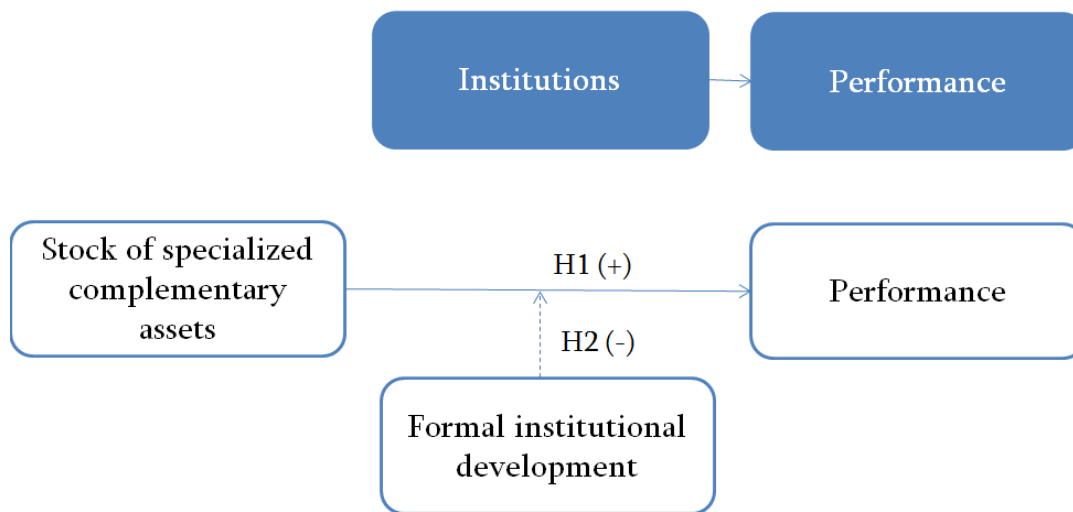 Institutions
Performance
Stock of specialized
complementary
assets
H1 (+)
Performance
H2 (-)
Formal institutional
development